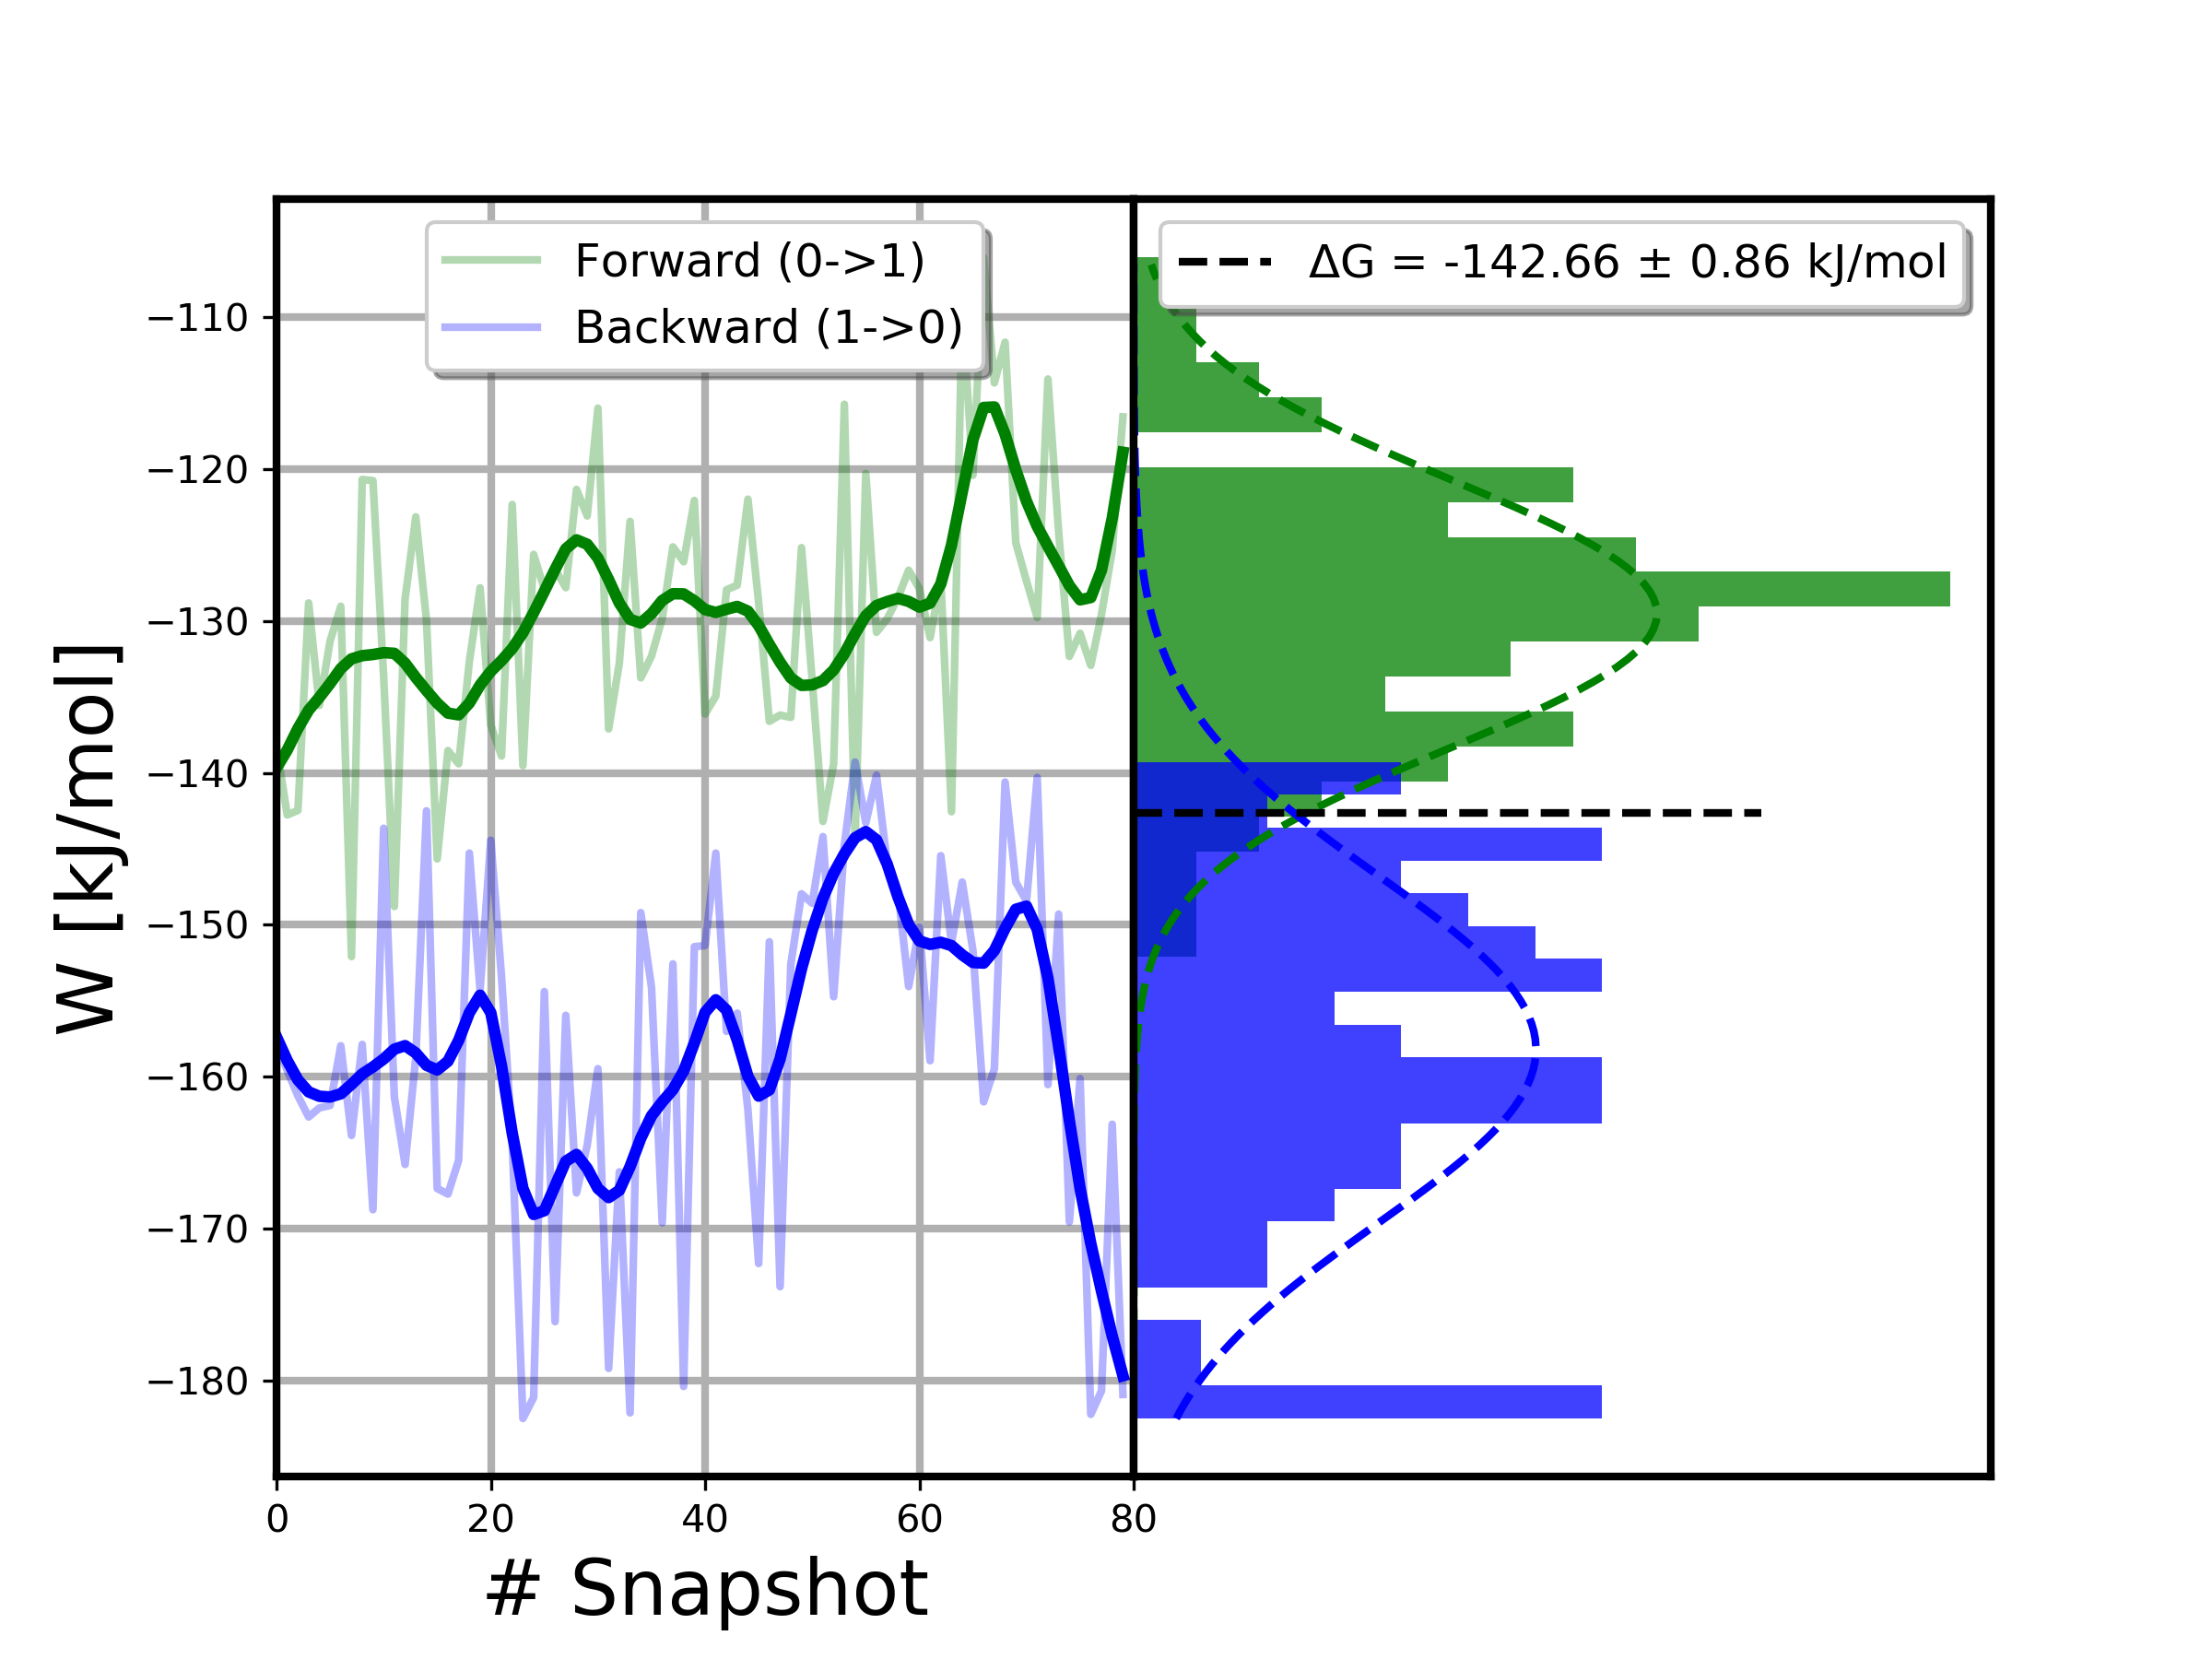 Forward (0->1)
Backward (1->0)
ΔG = -142.66 ± 0.86 kJ/mol
W [kJ/mol]
−110
−120
−130
−140
−150
−160
−170
−180
0 20 40 60 80
# Snapshot